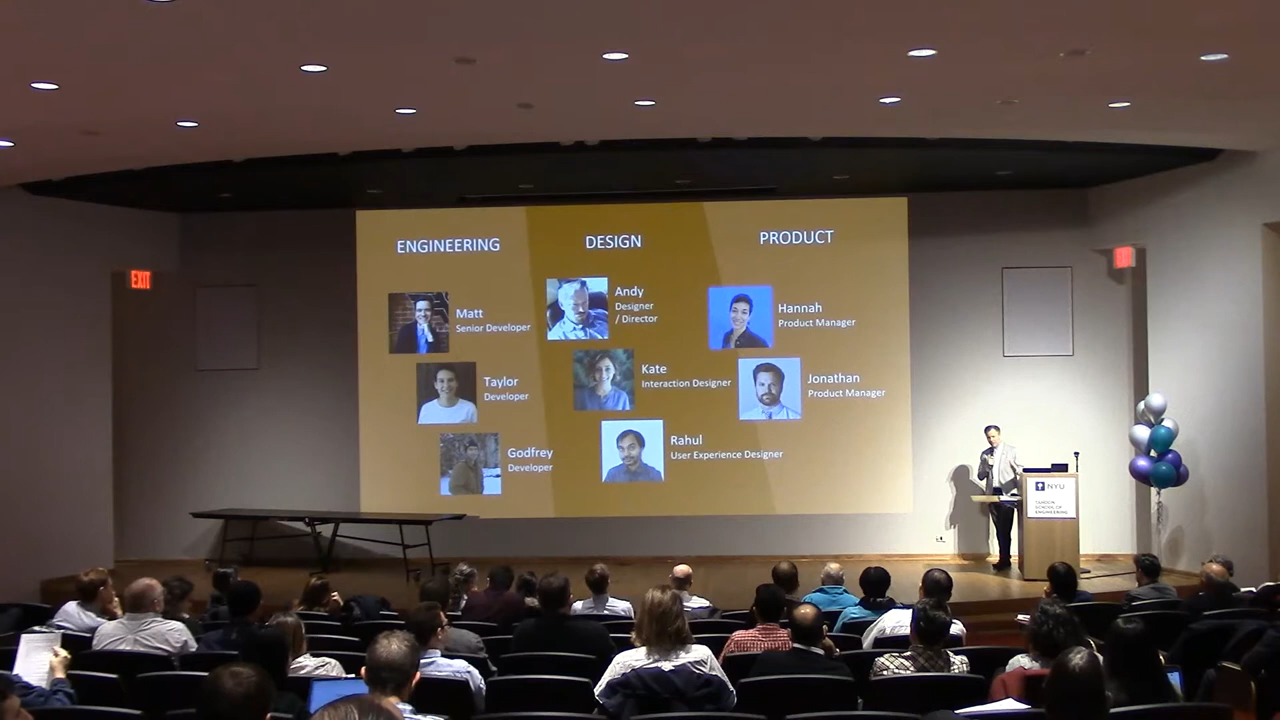 ENGINEERING
DESIGN
PRODUCT
Matt
Senior Developer
Taylor
Developer
Godfrey
Developer
Andy
Designer
/ Director
Kate
Interaction Designer
Rahul
User Experience Designer
Hannah
Product Manager
Jonathan
Product Manager
EXIT
EXIT
NYU
TANDON
SCHOOL OF
ENGINEERING